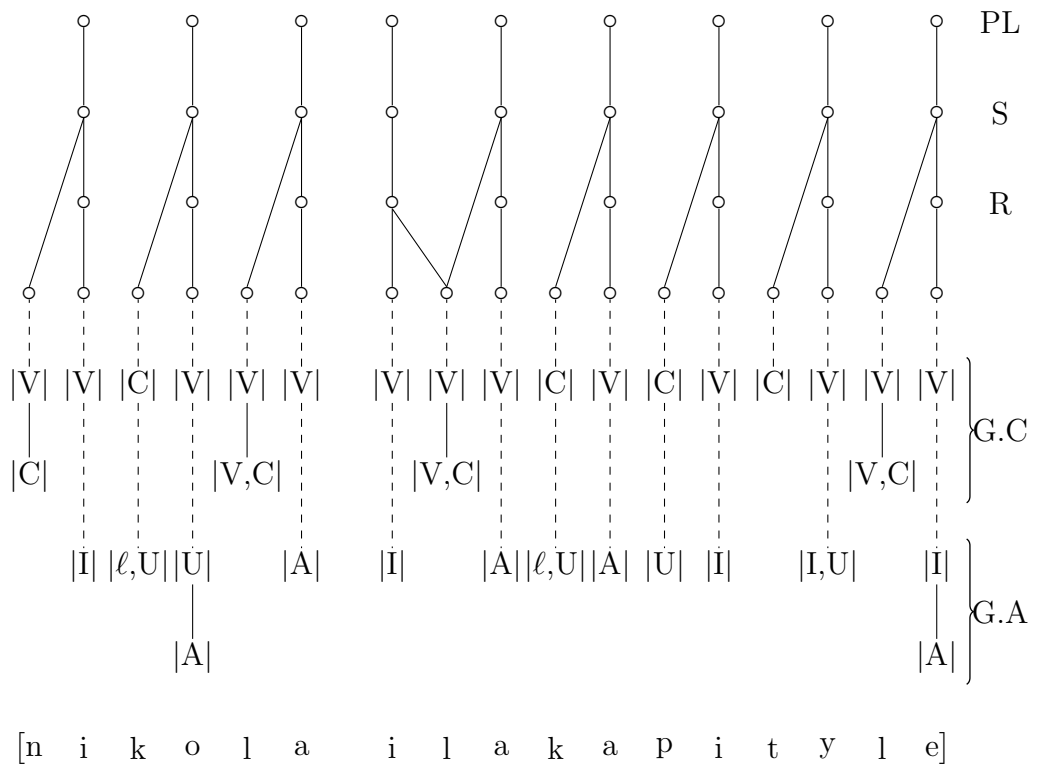 PL
S
R
|V| |V| |C| |V| |V| |V| |V| |V| |V| |C| |V| |C| |V| |C| |V| |V| |V|
G.C
|C| |V,C| |V,C| |V,C|
|I| |ℓ,U| |U| |A| |I| |A| |ℓ,U| |A| |U| |I| |I,U| |I|
G.A
|A| |A|
[n i k o l a i l a k a p i t y l e]